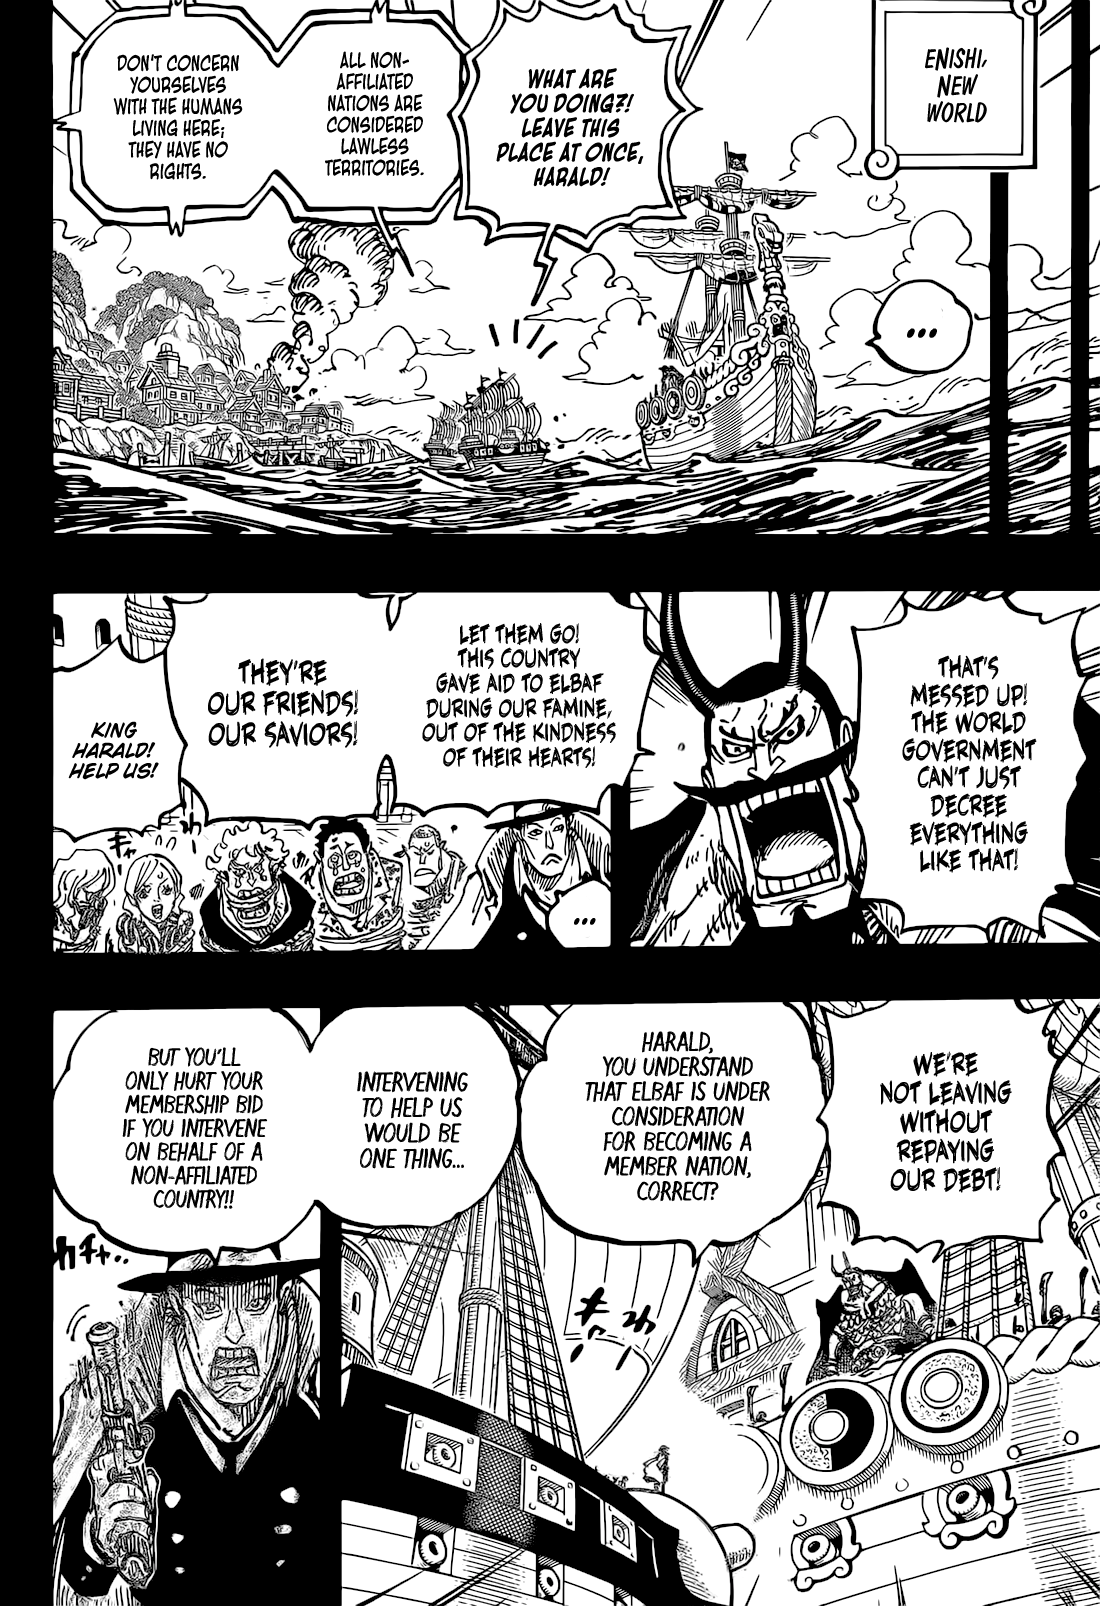 ENISHI,
NEW
WORLD
WHAT ARE
YOU DOING?!
LEAVE THIS
PLACE AT ONCE,
HARALD!
ALL NON-
AFFILIATED
NATIONS ARE
CONSIDERED
LAWLESS
TERRITORIES.
DON'T CONCERN
YOURSELVES
WITH THE HUMANS
LIVING HERE;
THEY HAVE NO
RIGHTS.
...
THAT'S
MESSED UP!
THE WORLD
GOVERNMENT
CAN'T JUST
DECREE
EVERYTHING
LIKE THAT!
LET THEM GO!
THIS COUNTRY
GAVE AID TO ELBAF
DURING OUR FAMINE,
OUT OF THE KINDNESS
OF THEIR HEARTS!
THEY'RE
OUR FRIENDS!
OUR SAVIORS!
KING
HARALD!
HELP US!
...
WE'RE
NOT LEAVING
WITHOUT
REPAYING
OUR DEBT!
HARALD,
YOU UNDERSTAND
THAT ELBAF IS UNDER
CONSIDERATION
FOR BECOMING A
MEMBER NATION,
CORRECT?
INTERVENING
TO HELP US
WOULD BE
ONE THING...
BUT YOU'LL
ONLY HURT YOUR
MEMBERSHIP BID
IF YOU INTERVENE
ON BEHALF OF A
NON-AFFILIATED
COUNTRY!!